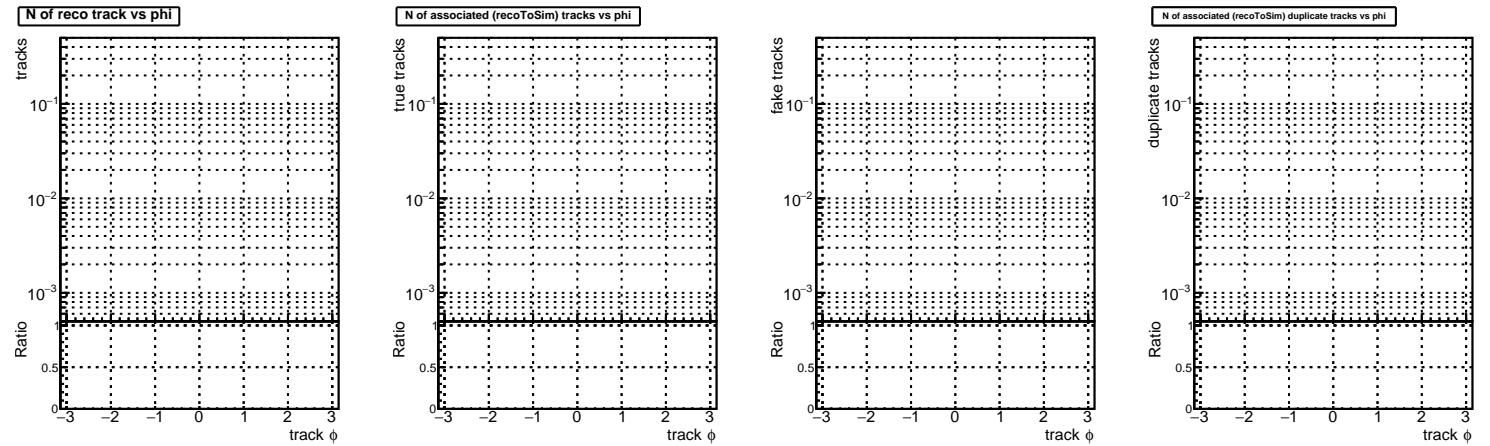 N of reco track vs phi
tracks
10−1
10−2
10−3
Ratio
1
0.5
0
−3 −2 −1 0 1 2 3
track ϕ
N of associated (recoToSim) tracks vs phi
true tracks
10−1
10−2
10−3
Ratio
1
0.5
0
−3 −2 −1 0 1 2 3
track ϕ
fake tracks
10−1
10−2
10−3
Ratio
1
0.5
0
−3 −2 −1 0 1 2 3
track ϕ
N of associated (recoToSim) duplicate tracks vs phi
duplicate tracks
10−1
10−2
10−3
Ratio
1
0.5
0
−3 −2 −1 0 1 2 3
track ϕ